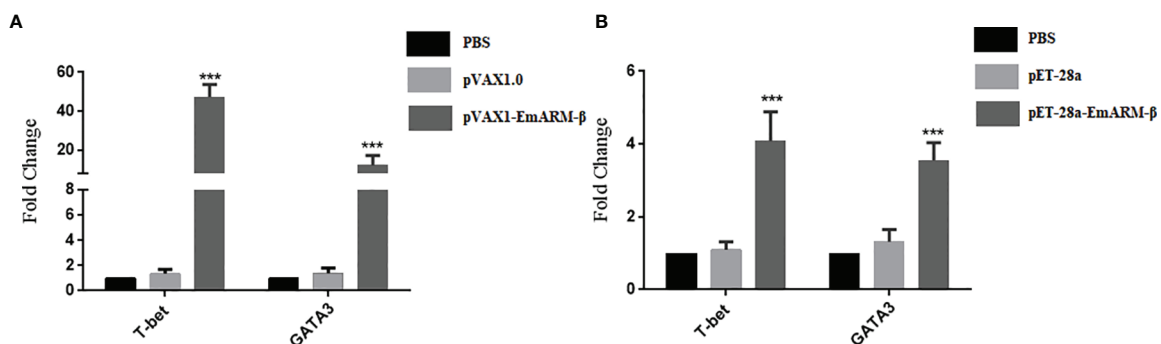 A
PBS
pVAX1.0
pVAX1-EmARM-β
Fold Change
60
40
20
8
6
4
2
0
***
***
T-bet
GATA3
B
PBS
pET-28a
pET-28a-EmARM-β
Fold Change
6
4
2
0
***
***
T-bet
GATA3